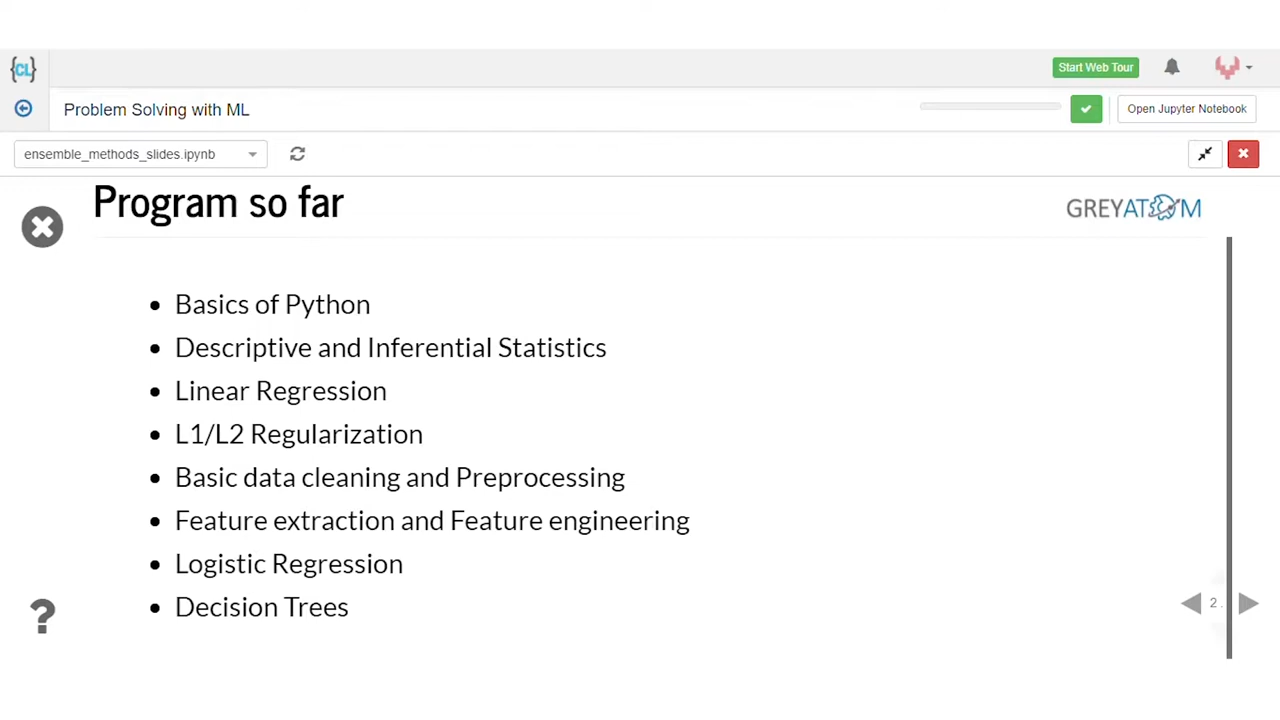 {CL}
Start Web Tour
Problem Solving with ML
Open Jupyter Notebook
ensemble_methods_slides.ipynb
Program so far
GREYATOM
• Basics of Python
• Descriptive and Inferential Statistics
• Linear Regression
• L1/L2 Regularization
• Basic data cleaning and Preprocessing
• Feature extraction and Feature engineering
• Logistic Regression
• Decision Trees
?
2 .